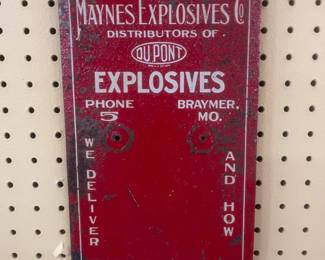 MAYNES EXPLOSIVES CO
DISTRIBUTORS OF
DU PONT
EXPLOSIVES
PHONE 5
BRAYMER, MO.
WE DELIVER
AND HOW